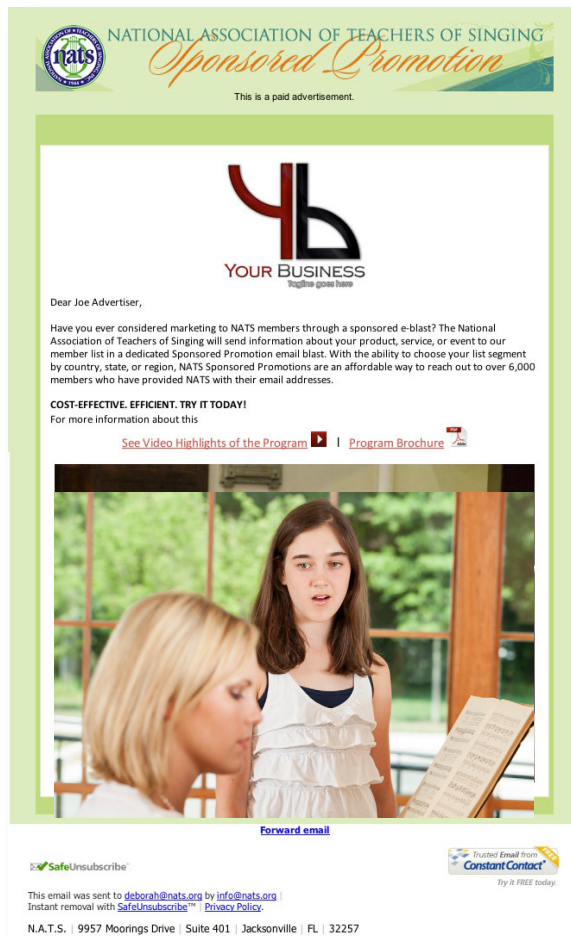 NATIONAL ASSOCIATION OF TEACHERS OF SINGING
nats
Sponsored Promotion
This is a paid advertisement.
Yb
YOUR BUSINESS
Tagline goes here
Dear Joe Advertiser,
Have you ever considered marketing to NATS members through a sponsored e-blast? The National
Association of Teachers of Singing will send information about your product, service, or event to our
member list in a dedicated Sponsored Promotion email blast. With the ability to choose your list segment
by country, state, or region, NATS Sponsored Promotions are an affordable way to reach out to over 6,000
members who have provided NATS with their email addresses.
COST-EFFECTIVE. EFFICIENT. TRY IT TODAY!
For more information about this
See Video Highlights of the Program | Program Brochure PDF
Forward email
SafeUnsubscribe™
Trusted Email from
Constant Contact®
FREE
Try it FREE today.
This email was sent to deborah@nats.org by info@nats.org |
Instant removal with SafeUnsubscribe™ | Privacy Policy.
N.A.T.S. | 9957 Moorings Drive | Suite 401 | Jacksonville | FL | 32257